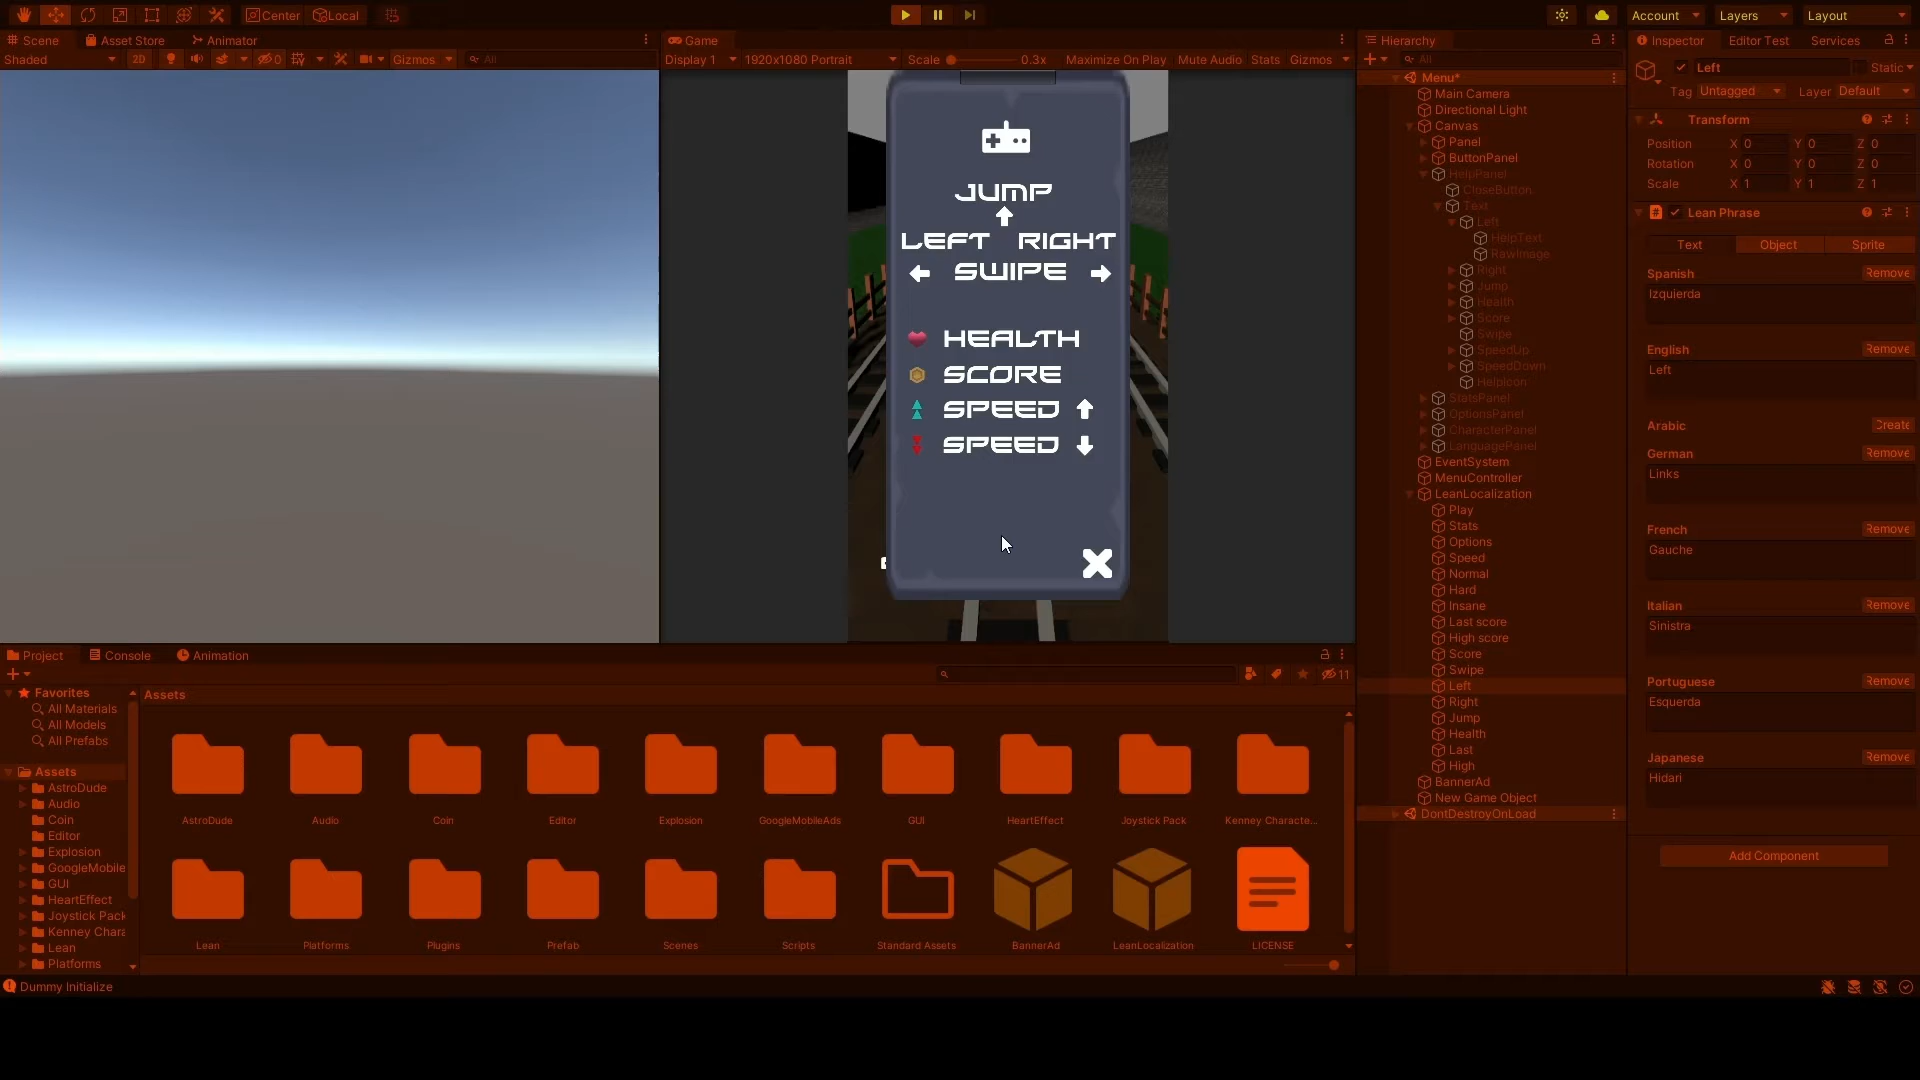 Center Local
Account Layers Layout
Scene Asset Store Animator
Game
Hierarchy
Inspector Editor Test Services
Shaded 2D 0 Gizmos All
Display 1 1920x1080 Portrait Scale 0.3x Maximize On Play Mute Audio Stats Gizmos
All
Left Static
Tag Untagged Layer Default
Transform
Position X 0 Y 0 Z 0
Rotation X 0 Y 0 Z 0
Scale X 1 Y 1 Z 1
Lean Phrase
Text Object Sprite
Spanish Remove
Izquierda
English Remove
Left
Arabic Create
German Remove
Links
French Remove
Gauche
Italian Remove
Sinistra
Portuguese Remove
Esquerda
Japanese Remove
Hidari
Add Component
Menu*
Main Camera
Directional Light
Canvas
Panel
ButtonPanel
HelpPanel
CloseButton
Text
Left
HelpText
RawImage
Right
Jump
Health
Score
Swipe
SpeedUp
SpeedDown
HelpIcon
StatsPanel
OptionsPanel
CharacterPanel
LanguagePanel
EventSystem
MenuController
LeanLocalization
Play
Stats
Options
Speed
Normal
Hard
Insane
Last score
High score
Score
Swipe
Left
Right
Jump
Health
Last
High
BannerAd
New Game Object
DontDestroyOnLoad
JUMP
LEFT RIGHT
SWIPE
HEALTH
SCORE
SPEED
SPEED
Project Console Animation
11
Favorites
All Materials
All Models
All Prefabs
Assets
AstroDude
Audio
Coin
Editor
Explosion
GoogleMobile
GUI
HeartEffect
Joystick Pack
Kenney Chara
Lean
Platforms
Assets
AstroDude Audio Coin Editor Explosion GoogleMobileAds GUI HeartEffect Joystick Pack Kenney Characte...
Lean Platforms Plugins Prefab Scenes Scripts Standard Assets BannerAd LeanLocalization LICENSE
Dummy Initialize